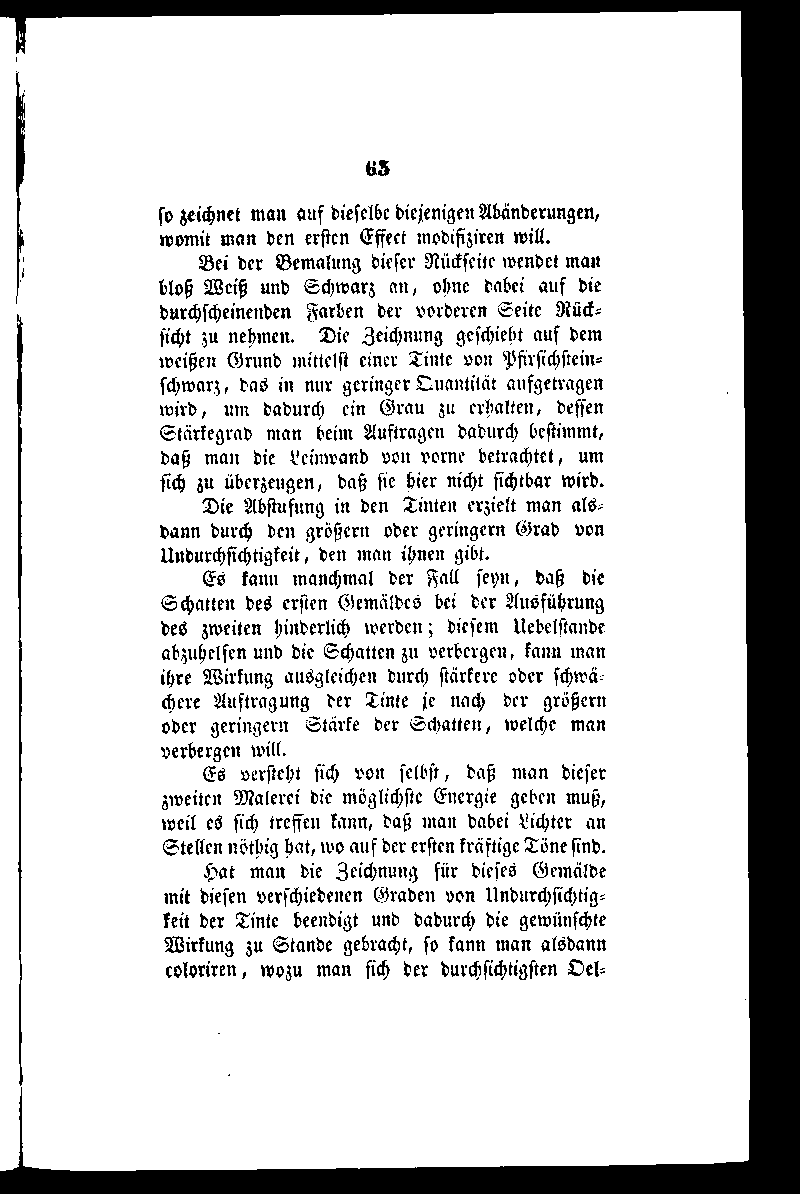 63
so zeichnet man auf dieselbe diejenigen Abänderungen,
womit man den ersten Effect modifiziren will.
Bei der Bemalung dieser Rückseite wendet man
bloß Weiß und Schwarz an, ohne dabei auf die
durchscheinenden Farben der vorderen Seite Rück-
sicht zu nehmen. Die Zeichnung geschieht auf dem
weißen Grund mittelst einer Tinte von Pfirsichstein-
schwarz, das in nur geringer Quantität aufgetragen
wird, um dadurch ein Grau zu erhalten, dessen
Stärkegrad man beim Auftragen dadurch bestimmt,
daß man die Leinwand von vorne betrachtet, um
sich zu überzeugen, daß sie hier nicht sichtbar wird.
Die Abstufung in den Tinten erzielt man als-
dann durch den größern oder geringern Grad von
Undurchsichtigkeit, den man ihnen gibt.
Es kann manchmal der Fall seyn, daß die
Schatten des ersten Gemäldes bei der Ausführung
des zweiten hinderlich werden; diesem Uebelstande
abzuhelfen und die Schatten zu verbergen, kann man
ihre Wirkung ausgleichen durch stärkere oder schwä-
chere Auftragung der Tinte je nach der größern
oder geringern Stärke der Schatten, welche man
verbergen will.
Es versteht sich von selbst, daß man dieser
zweiten Malerei die möglichste Energie geben muß,
weil es sich treffen kann, daß man dabei Lichter an
Stellen nöthig hat, wo auf der ersten kräftige Töne sind.
Hat man die Zeichnung für dieses Gemälde
mit diesen verschiedenen Graden von Undurchsichtig-
keit der Tinte beendigt und dadurch die gewünschte
Wirkung zu Stande gebracht, so kann man alsdann
coloriren, wozu man sich der durchsichtigsten Oel-